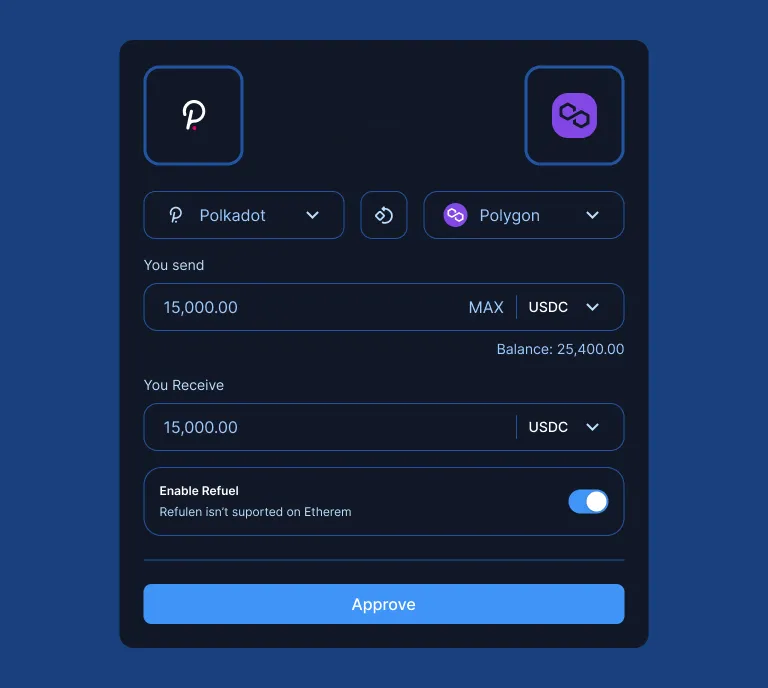 Polkadot
Polygon
You send
15,000.00 MAX USDC
Balance: 25,400.00
You Receive
15,000.00 USDC
Enable Refuel
Refulen isn't suported on Etherem
Approve